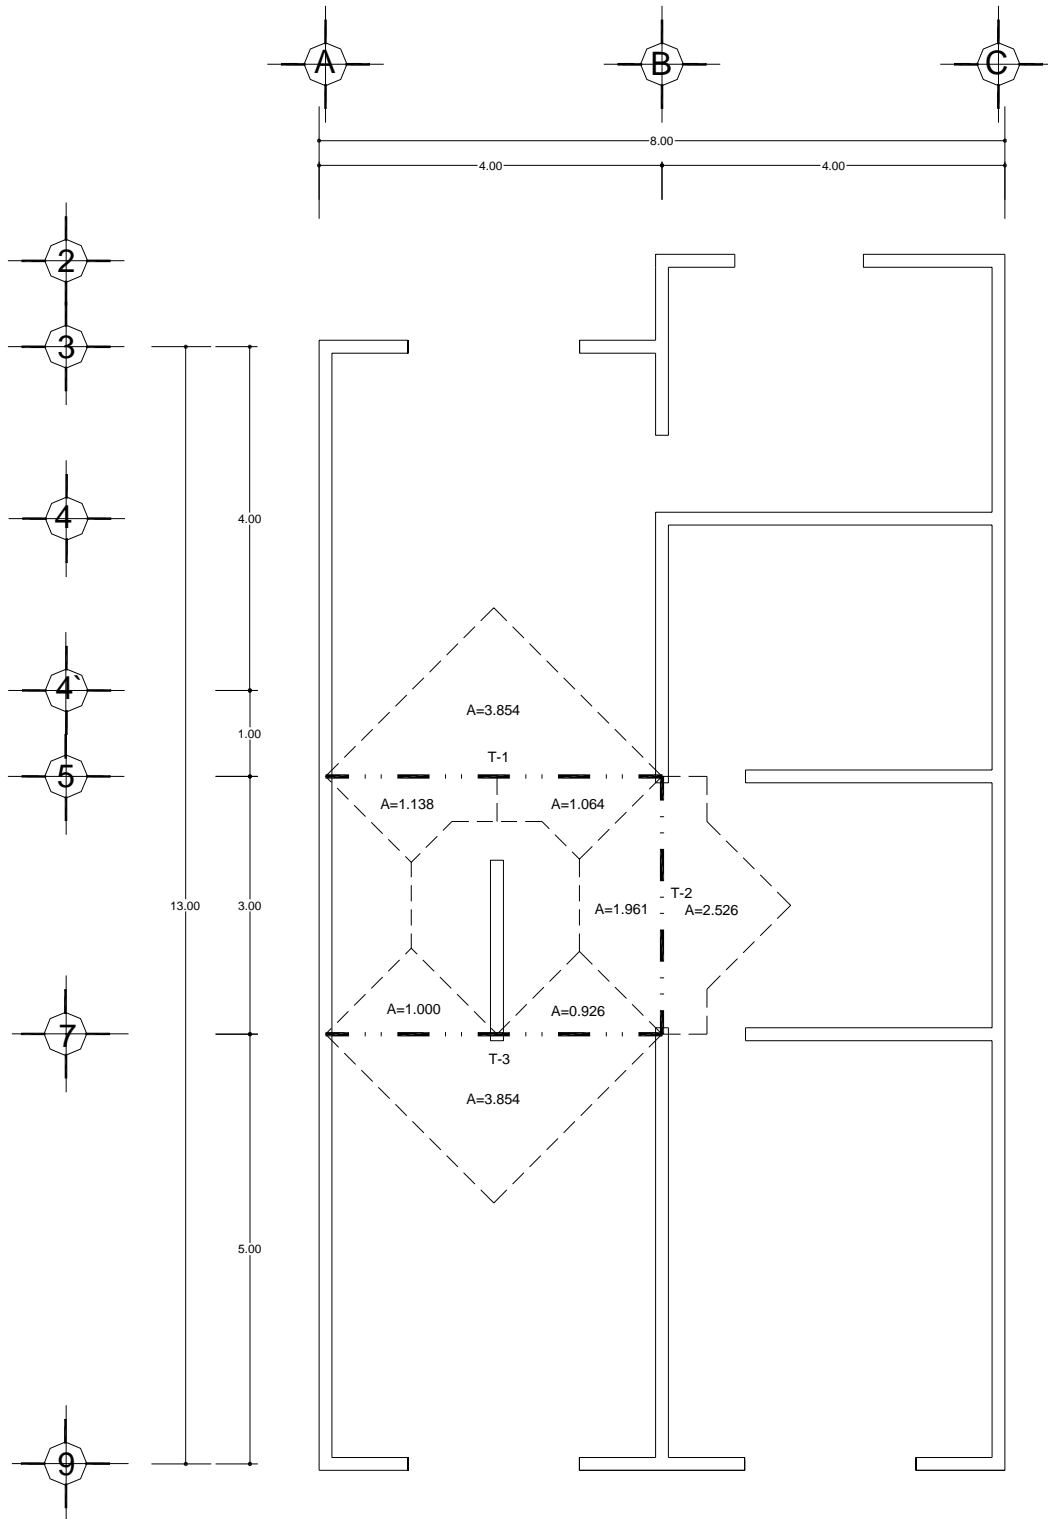 A
B
C
8.00
4.00
4.00
2
3
4
4`
5
7
9
4.00
1.00
13.00
3.00
5.00
A=3.854
T-1
A=1.138
A=1.064
T-2
A=1.961
A=2.526
A=1.000
A=0.926
T-3
A=3.854